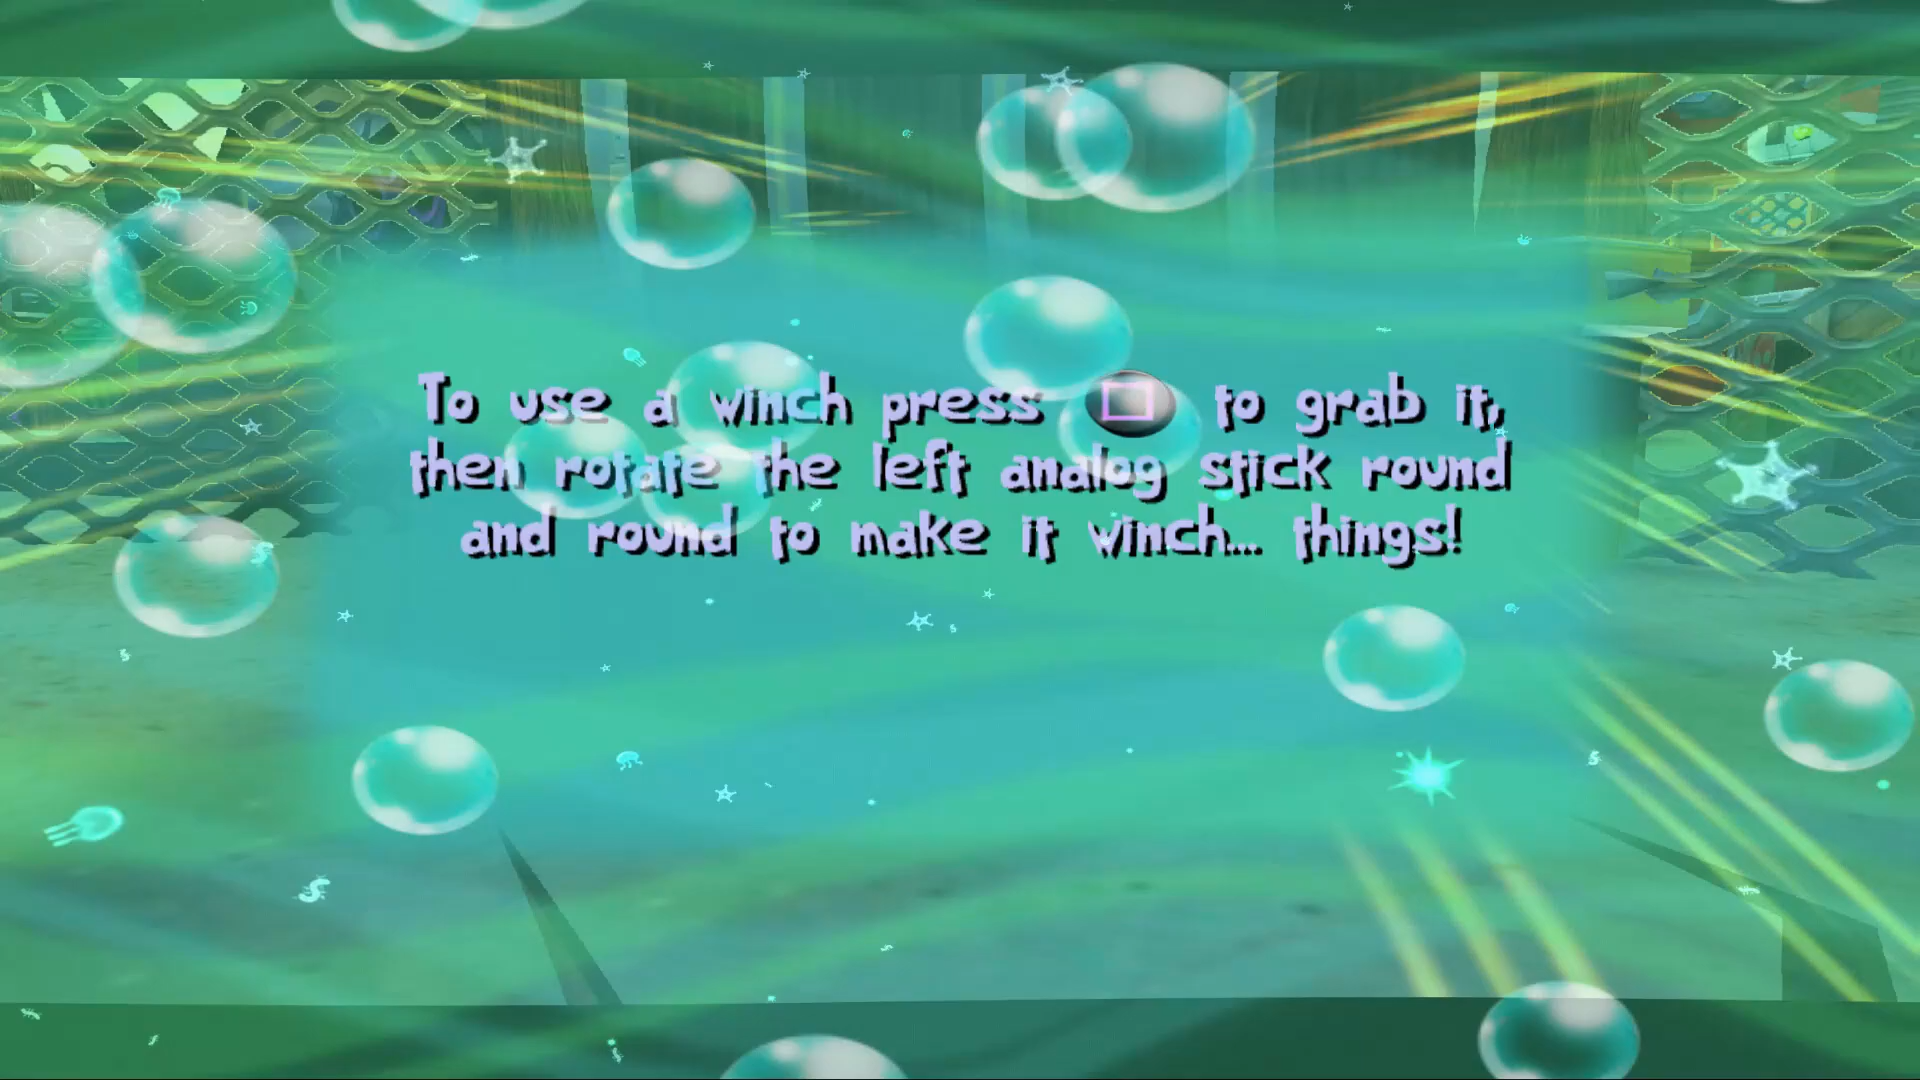 To use a winch press □ to grab it,
then rotate the left analog stick round
and round to make it winch... things!